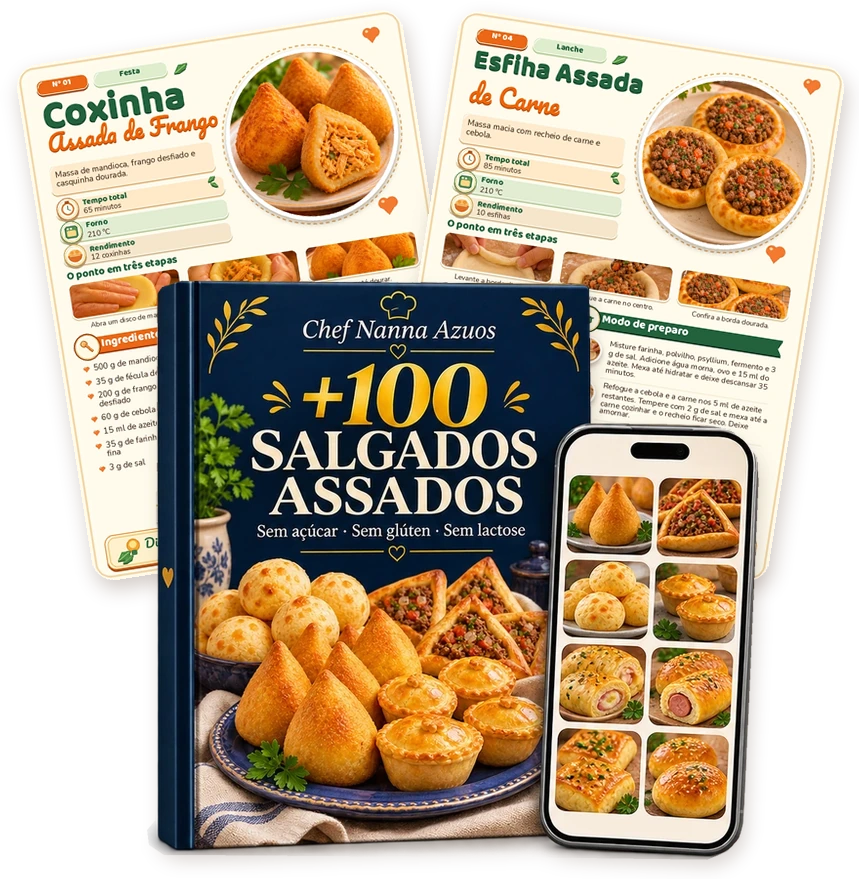 Nº 01
Festa
Coxinha
Assada de Frango
Massa de mandioca, frango desfiado e
casquinha dourada.
Tempo total
65 minutos
Forno
210 ºC
Rendimento
12 coxinhas
O ponto em três etapas
Abra um disco de
dourar.
500 g de
35 g de fécula
200 g de frango
desfiado
60 g de cebola
15 ml de azeite
35 g de
fina
3 g de sal
Nº 04
Lanche
Esfiha Assada
de Carne
Massa macia com recheio de carne e
cebola.
Tempo total
85 minutos
Forno
210 ºC
Rendimento
10 esfihas
O ponto em três etapas
Levante a
a carne no centro.
Confira a borda dourada.
Modo de preparo
Misture farinha, polvilho, psyllium, fermento e 3
g de sal. Adicione água morna, ovo e 15 ml do
azeite. Mexa até hidratar e deixe descansar 35
minutos.
Refogue a cebola e a carne nos 5 ml de azeite
restantes. Tempere com 2 g de sal e mexa até a
carne cozinhar e o recheio ficar seco. Deixe
amornar.
Chef Nanna Azuos
+100
SALGADOS
ASSADOS
Sem açúcar · Sem glúten · Sem lactose